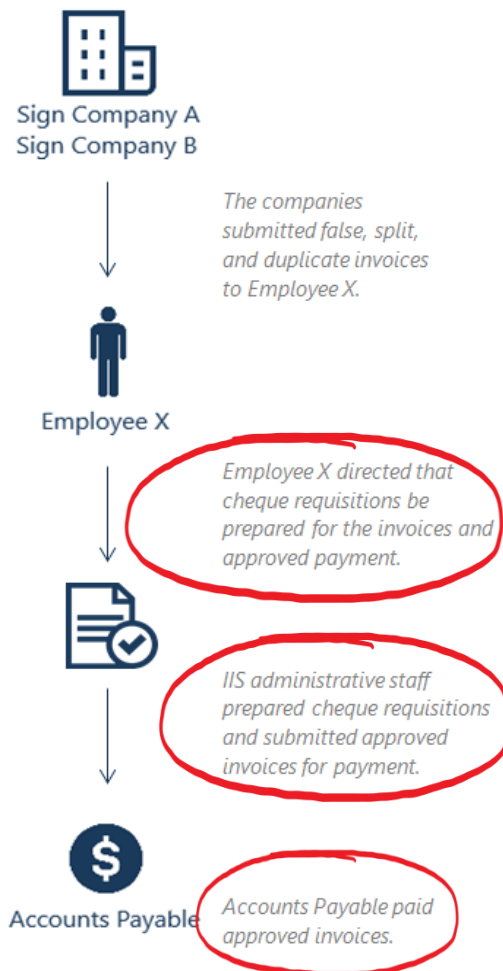 Sign Company A
Sign Company B
The companies
submitted false, split,
and duplicate invoices
to Employee X.
Employee X
Employee X directed that
cheque requisitions be
prepared for the invoices and
approved payment.
IIS administrative staff
prepared cheque requisitions
and submitted approved
invoices for payment.
$
Accounts Payable
Accounts Payable paid
approved invoices.